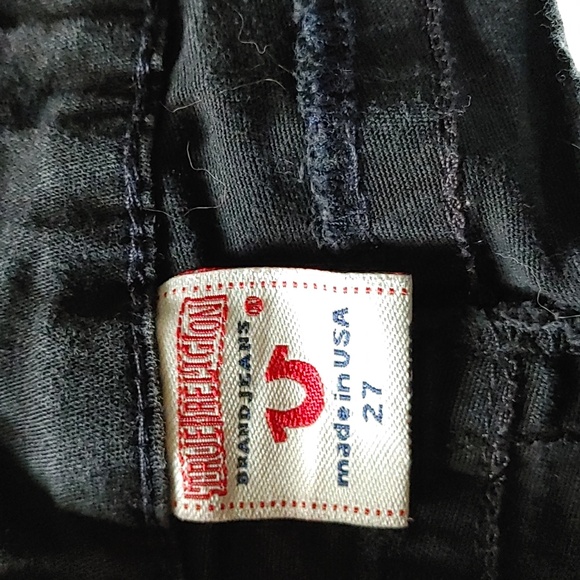 TRUE RELIGION
BRAND JEANS ®
made in USA
27